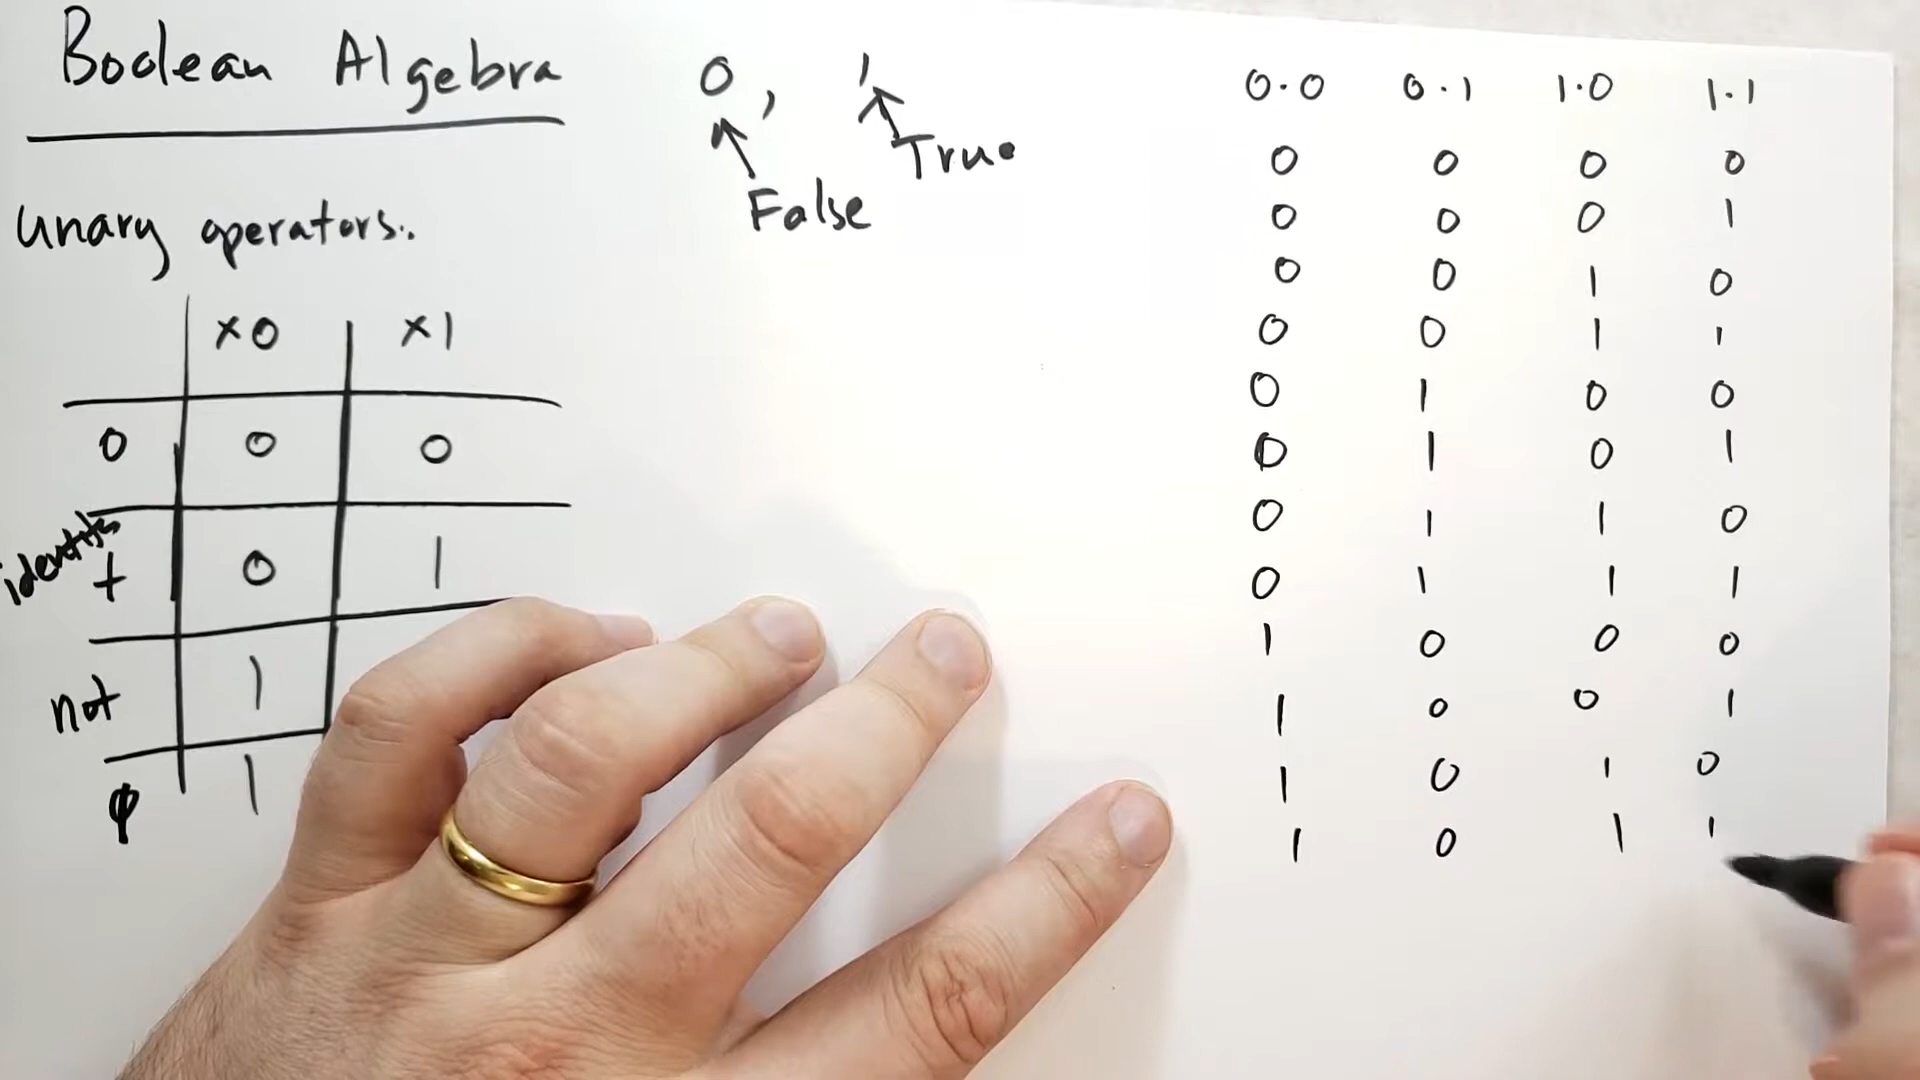 Boolean Algebra
0, 1
True
False
unary operators..
x0 x1
0 0 0
identity
+ 0 1
not 1
φ 1
0·0 0·1 1·0 1·1
0 0 0 0
0 0 0 1
0 0 1 0
0 0 1 1
0 1 0 0
0 1 0 1
0 1 1 0
0 1 1 1
1 0 0 0
1 0 0 1
1 0 1 0
1 0 1 1